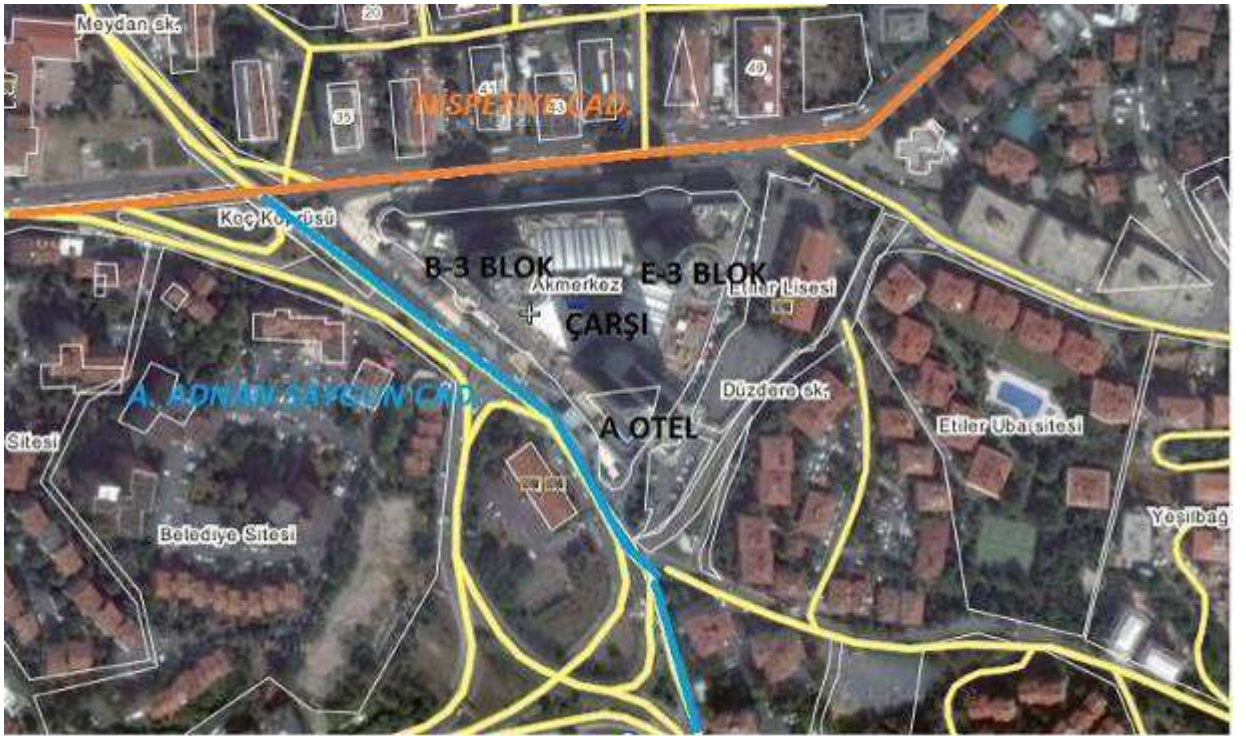 Meydan sk.
20
41
49
35
43
NİSPETİYE CAD.
Koç Köprüsü
B-3 BLOK
E-3 BLOK
Akmerkez
Etiler Lisesi
ÇARŞI
A. ADNAN SAYGUN CAD.
Düzdere sk.
A OTEL
Etiler Uba sitesi
Sitesi
Belediye Sitesi
Yeşilbağ